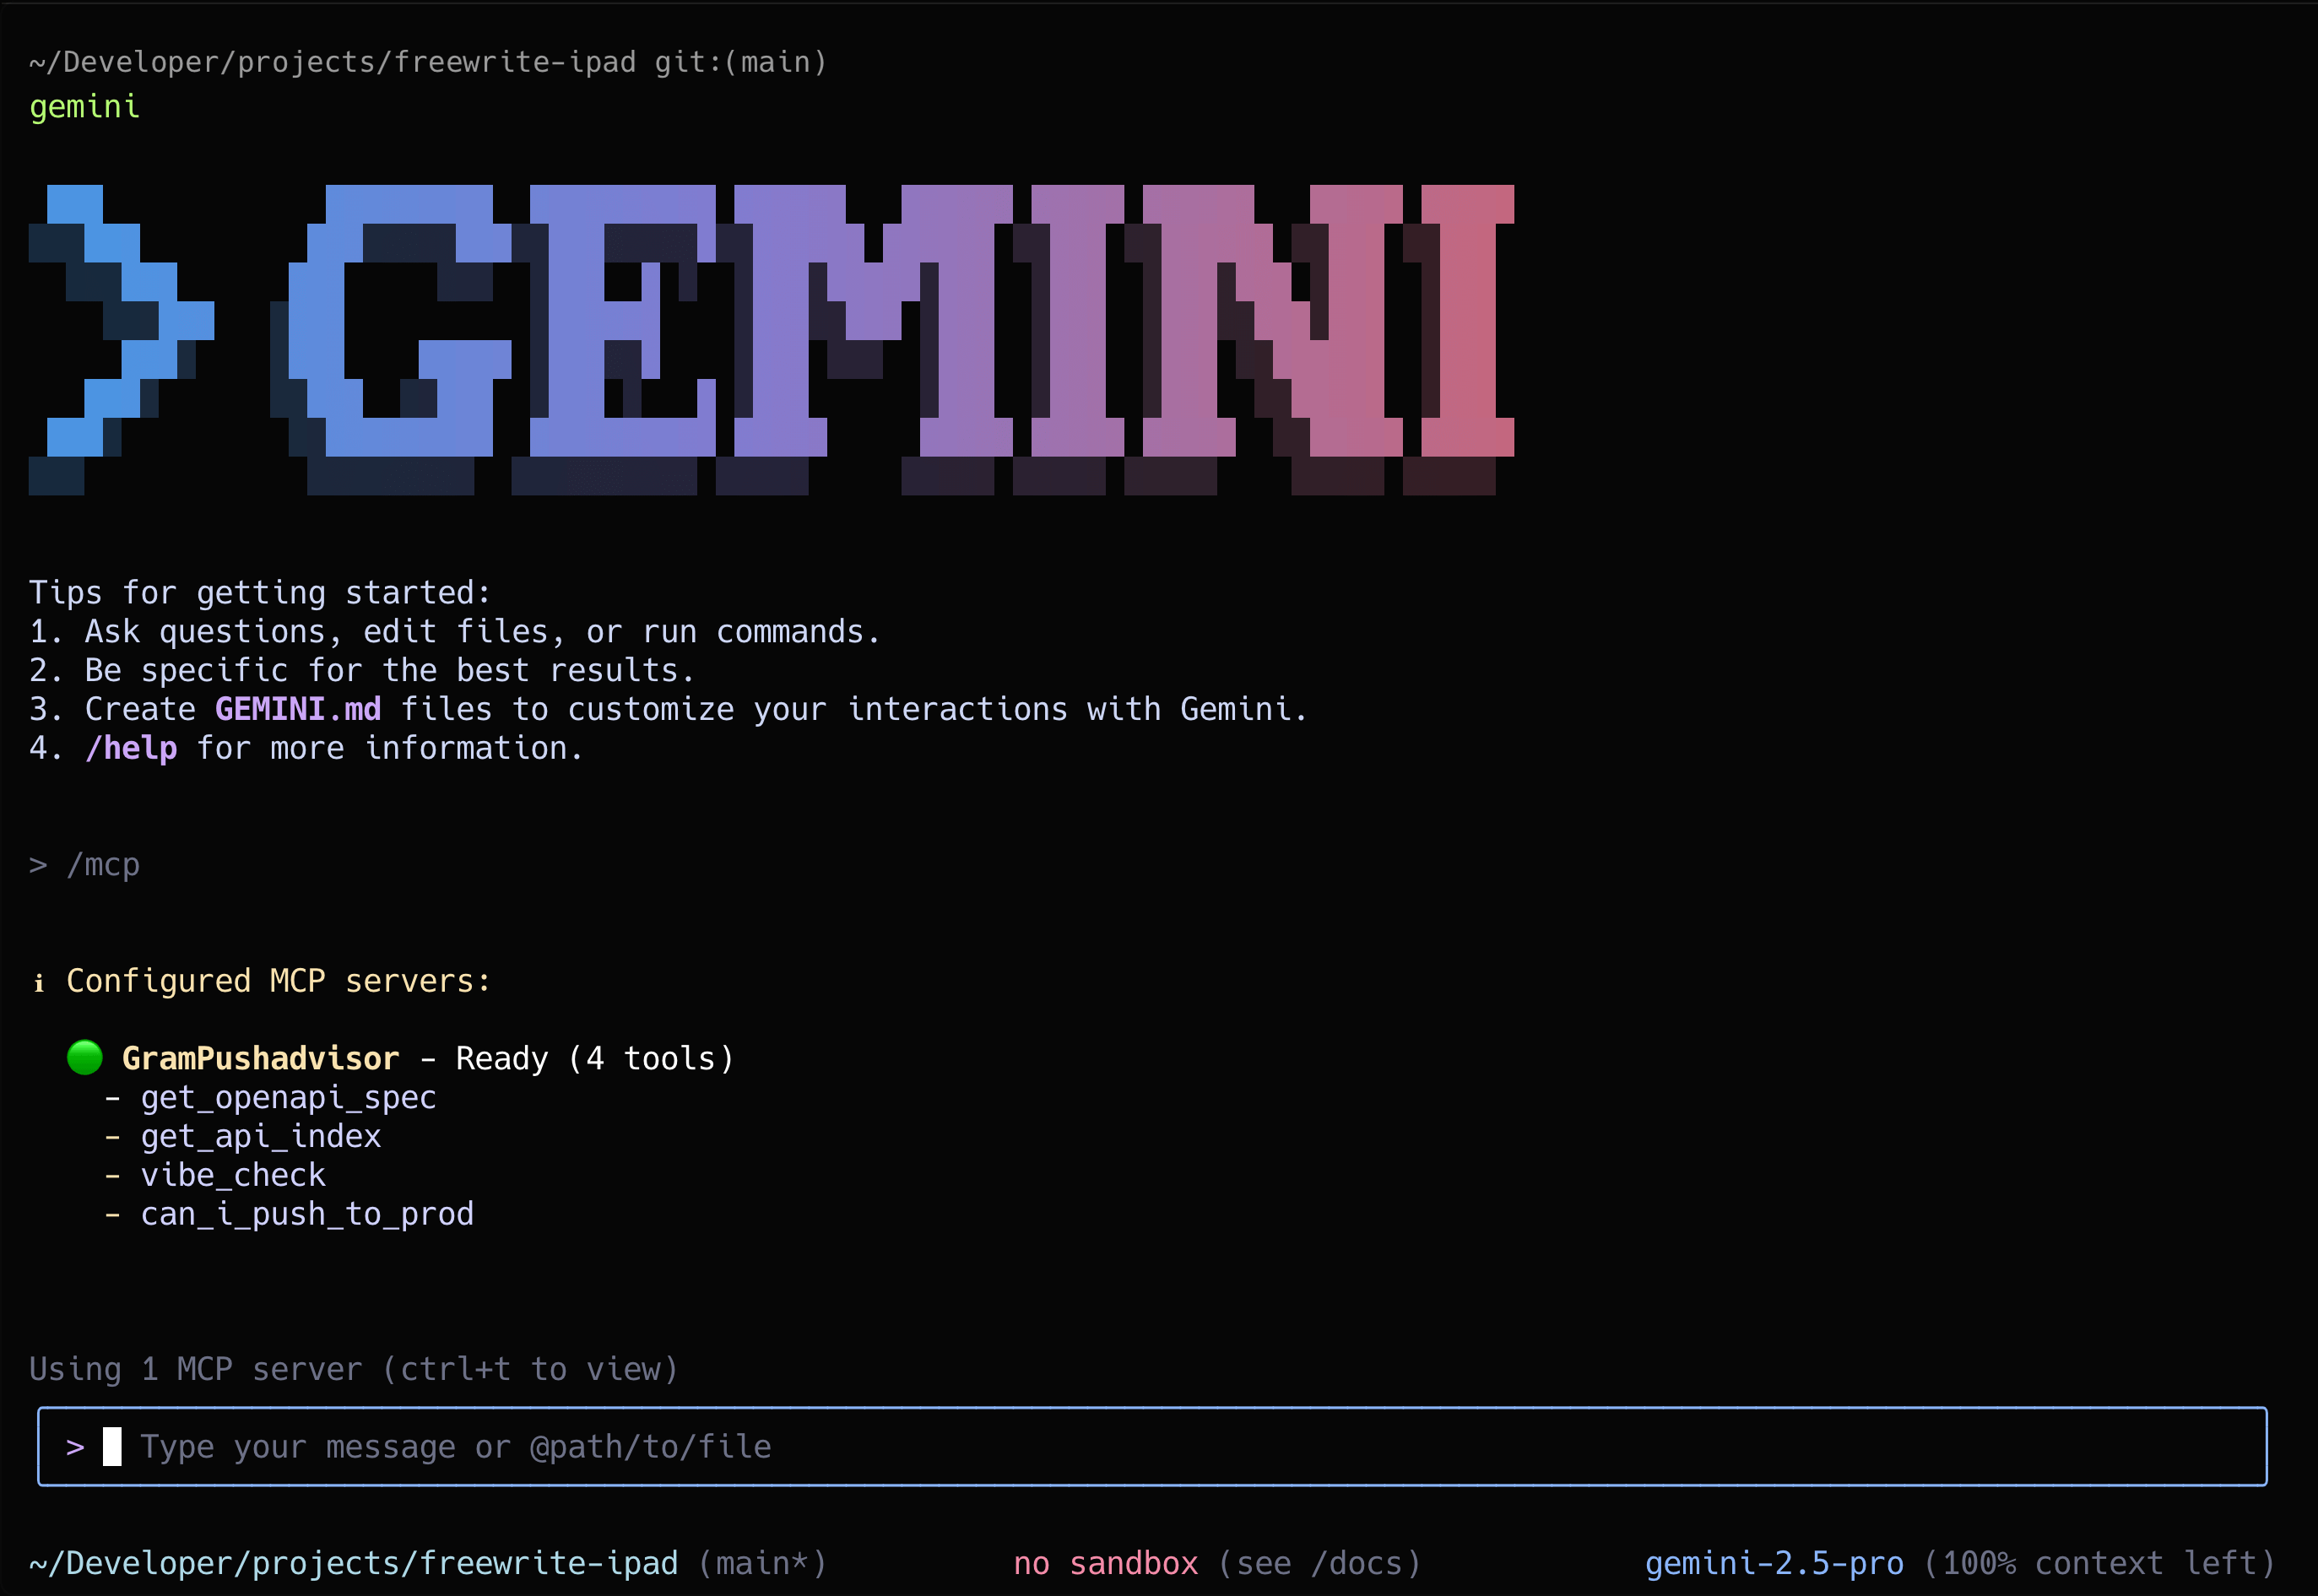 ~/Developer/projects/freewrite-ipad git:(main)
gemini
> GEMINI
Tips for getting started:
1. Ask questions, edit files, or run commands.
2. Be specific for the best results.
3. Create GEMINI.md files to customize your interactions with Gemini.
4. /help for more information.
> /mcp
ℹ Configured MCP servers:
🟢 GramPushadvisor - Ready (4 tools)
- get_openapi_spec
- get_api_index
- vibe_check
- can_i_push_to_prod
Using 1 MCP server (ctrl+t to view)
> Type your message or @path/to/file
~/Developer/projects/freewrite-ipad (main*) no sandbox (see /docs) gemini-2.5-pro (100% context left)